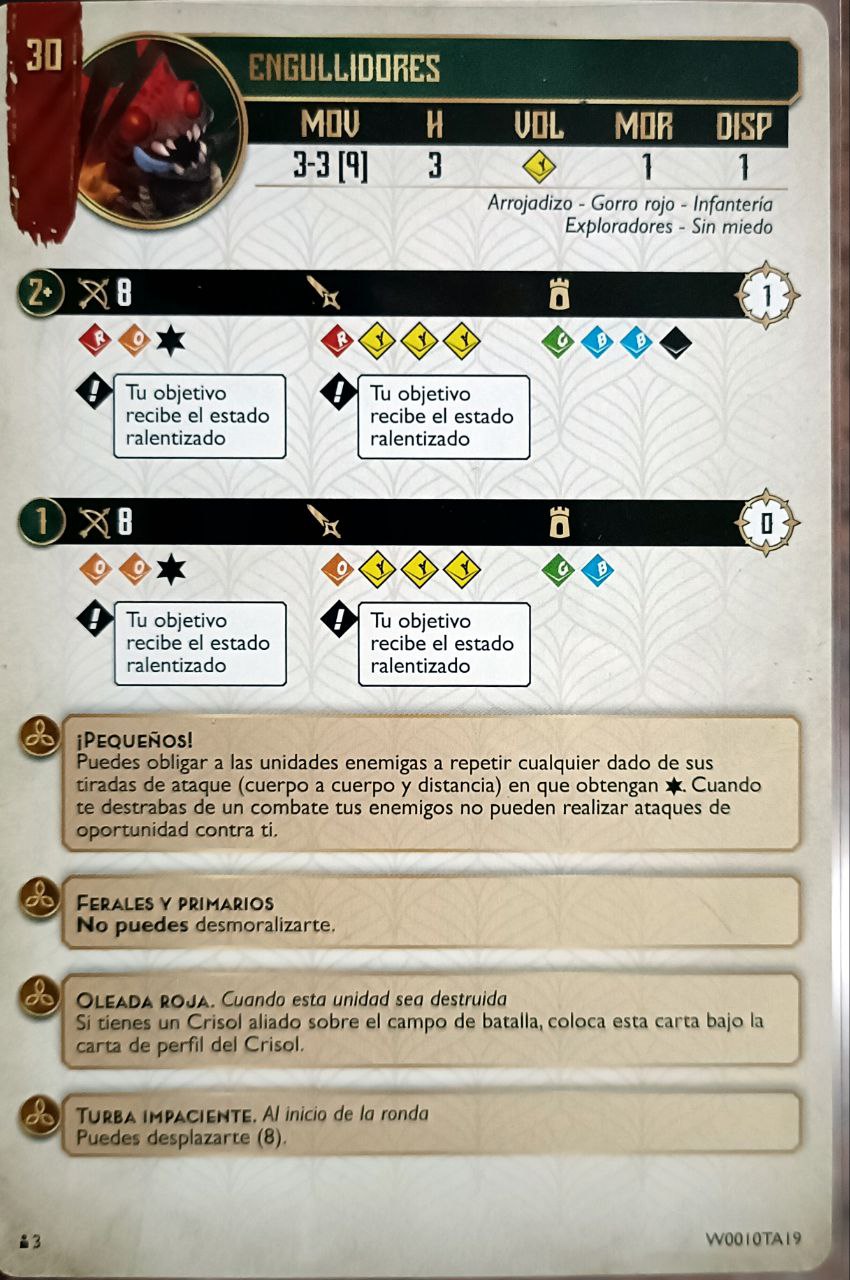 30
ENGULLIDORES
MOV H VOL MOR DISP
3-3 [9] 3 Y 1 1
Arrojadizo - Gorro rojo - Infantería
Exploradores - Sin miedo
2+ 8 1
R O R Y Y Y G B B
! Tu objetivo
recibe el estado
ralentizado
! Tu objetivo
recibe el estado
ralentizado
1 8 0
O O O Y Y Y G B
! Tu objetivo
recibe el estado
ralentizado
! Tu objetivo
recibe el estado
ralentizado
¡PEQUEÑOS!
Puedes obligar a las unidades enemigas a repetir cualquier dado de sus
tiradas de ataque (cuerpo a cuerpo y distancia) en que obtengan ✶. Cuando
te destrabas de un combate tus enemigos no pueden realizar ataques de
oportunidad contra ti.
FERALES Y PRIMARIOS
No puedes desmoralizarte.
OLEADA ROJA. Cuando esta unidad sea destruida
Si tienes un Crisol aliado sobre el campo de batalla, coloca esta carta bajo la
carta de perfil del Crisol.
TURBA IMPACIENTE. Al inicio de la ronda
Puedes desplazarte (8).
3
W0010TA19